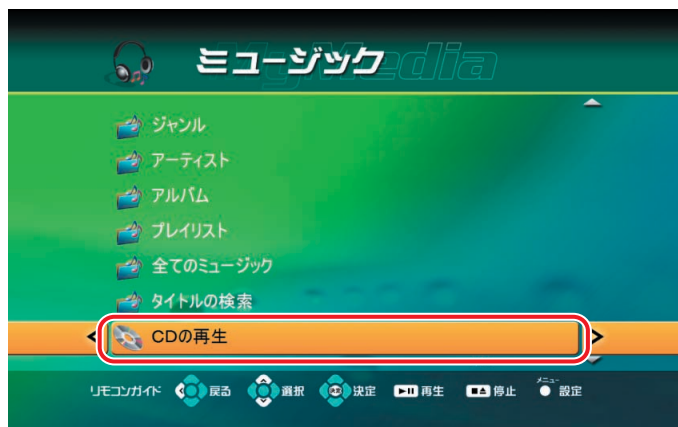 ミュージック
MyMedia
ジャンル
アーティスト
アルバム
プレイリスト
全てのミュージック
タイトルの検索
CDの再生
リモコンガイド 戻る 選択 決定 決定 再生 停止 メニュー 設定